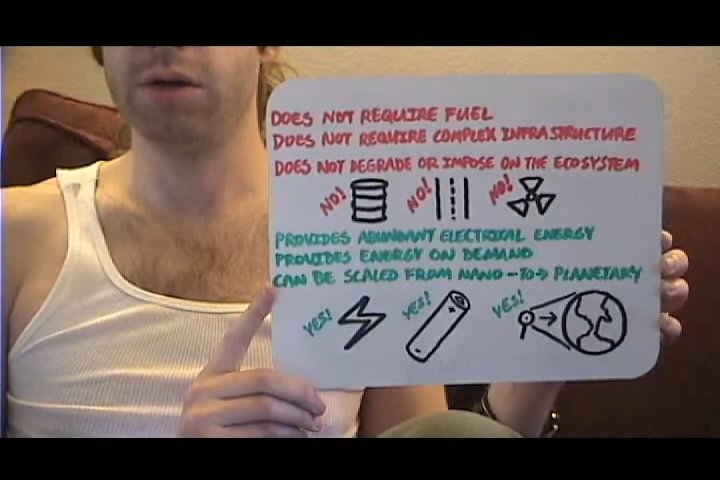 DOES NOT REQUIRE FUEL
DOES NOT REQUIRE COMPLEX INFRASTRUCTURE
DOES NOT DEGRADE OR IMPOSE ON THE ECOSYSTEM
NO! NO! NO!
PROVIDES ABUNDANT ELECTRICAL ENERGY
PROVIDES ENERGY ON DEMAND
CAN BE SCALED FROM NANO-TO→PLANETARY
YES! YES! YES!